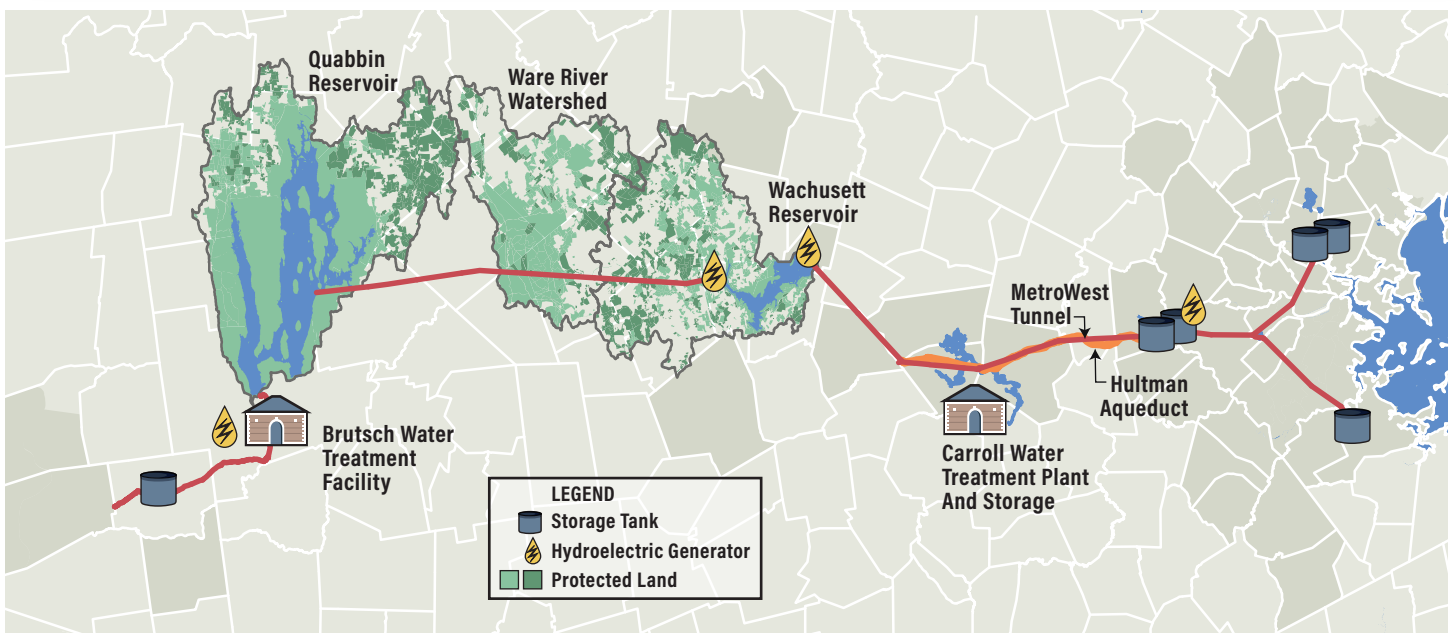 Quabbin
Reservoir
Ware River
Watershed
Wachusett
Reservoir
MetroWest
Tunnel
Hultman
Aqueduct
Brutsch Water
Treatment
Facility
Carroll Water
Treatment Plant
And Storage
LEGEND
Storage Tank
Hydroelectric Generator
Protected Land